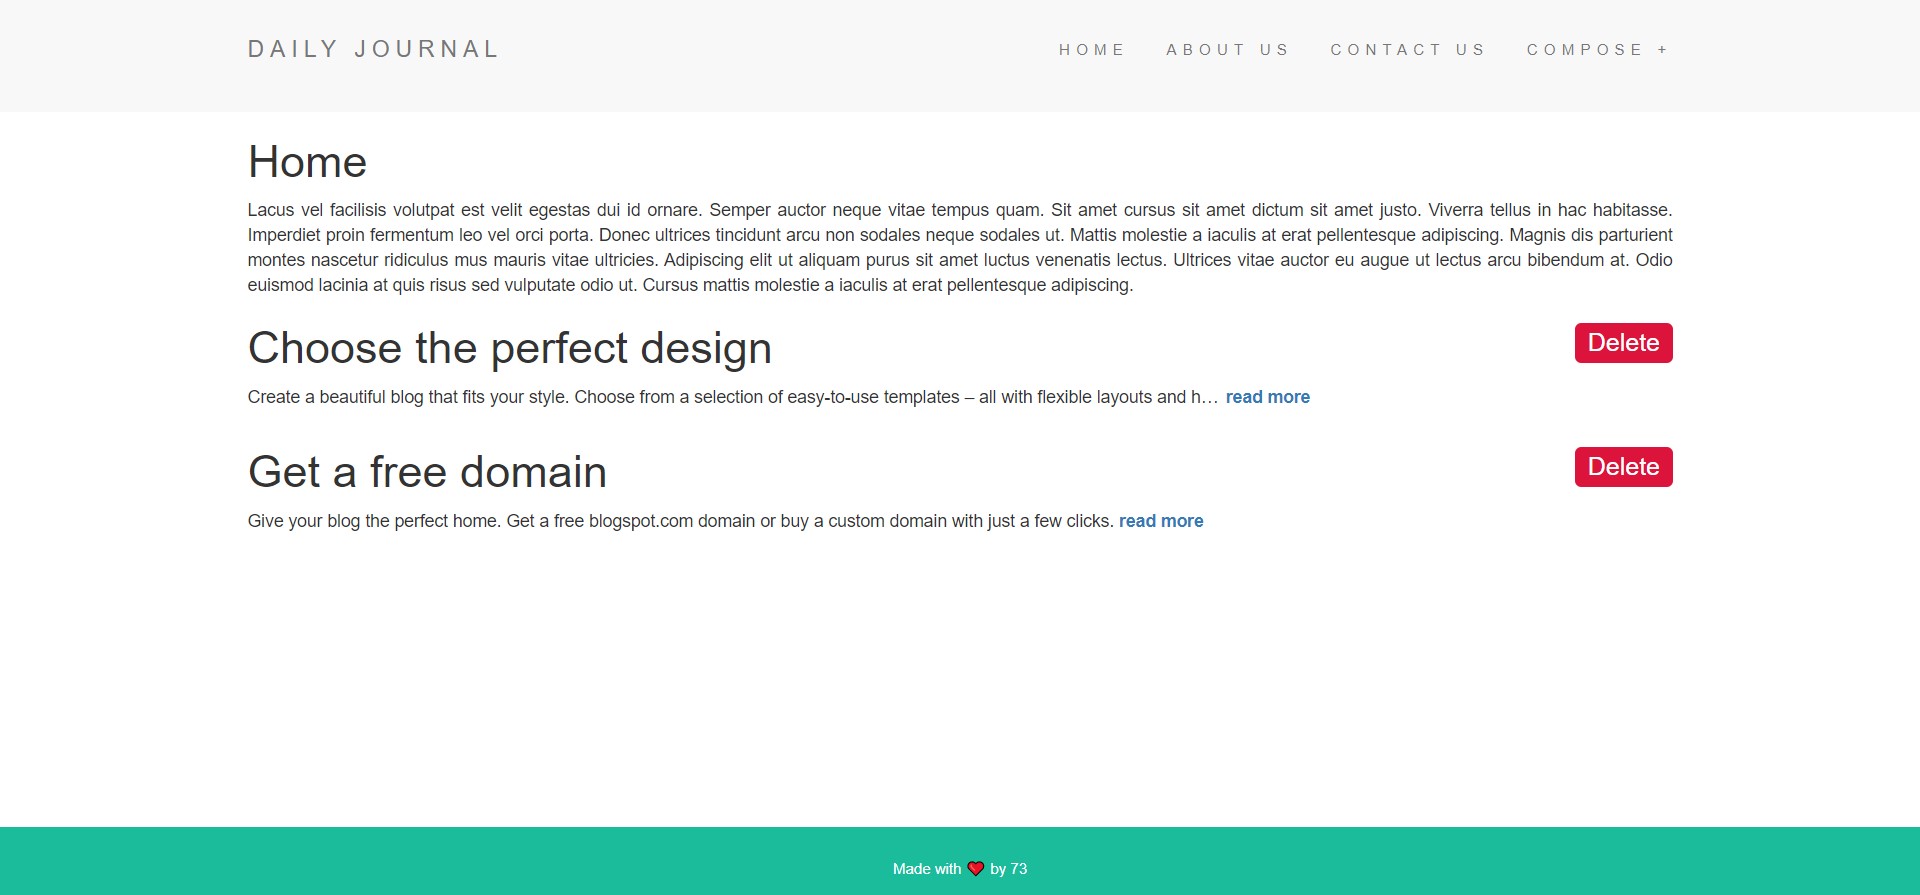 DAILY JOURNAL
HOME ABOUT US CONTACT US COMPOSE +
Home
Lacus vel facilisis volutpat est velit egestas dui id ornare. Semper auctor neque vitae tempus quam. Sit amet cursus sit amet dictum sit amet justo. Viverra tellus in hac habitasse.
Imperdiet proin fermentum leo vel orci porta. Donec ultrices tincidunt arcu non sodales neque sodales ut. Mattis molestie a iaculis at erat pellentesque adipiscing. Magnis dis parturient
montes nascetur ridiculus mus mauris vitae ultricies. Adipiscing elit ut aliquam purus sit amet luctus venenatis lectus. Ultrices vitae auctor eu augue ut lectus arcu bibendum at. Odio
euismod lacinia at quis risus sed vulputate odio ut. Cursus mattis molestie a iaculis at erat pellentesque adipiscing.
Choose the perfect design
Delete
Create a beautiful blog that fits your style. Choose from a selection of easy-to-use templates – all with flexible layouts and h… read more
Get a free domain
Delete
Give your blog the perfect home. Get a free blogspot.com domain or buy a custom domain with just a few clicks. read more
Made with ❤ by 73